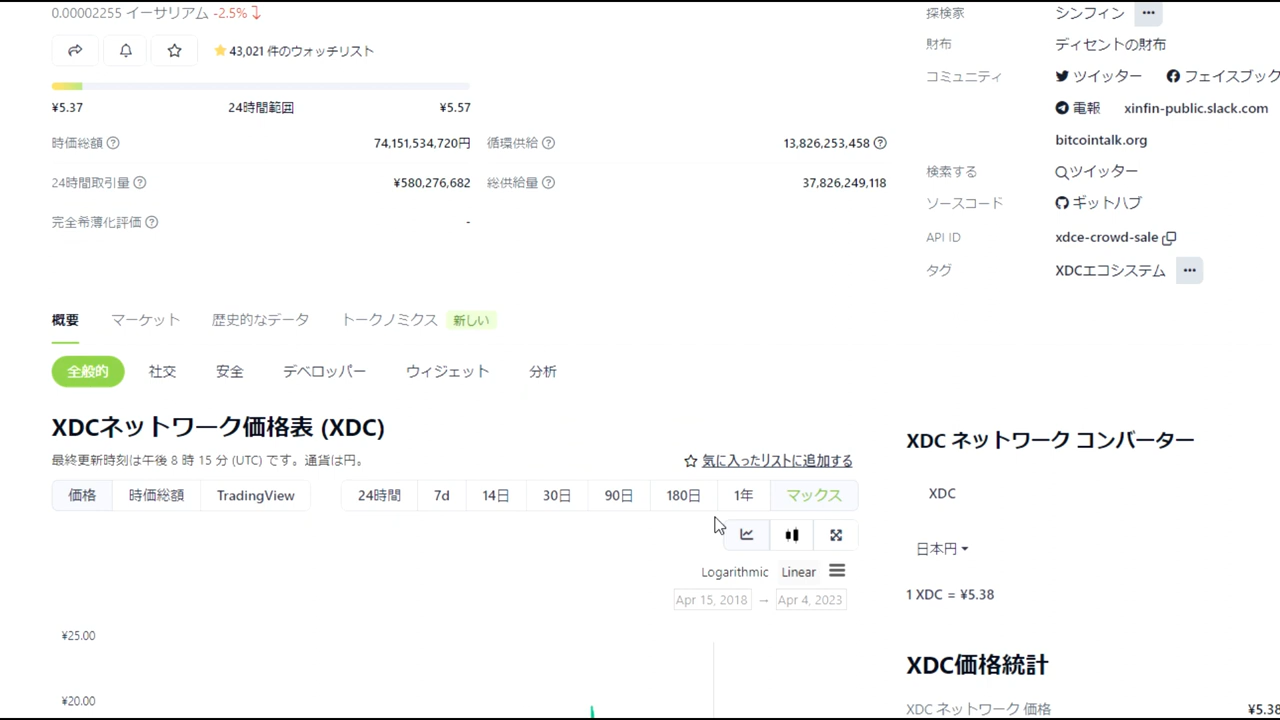 0.00002255 イーサリアム -2.5%
43,021 件のウォッチリスト
¥5.37 24時間範囲 ¥5.57
時価総額 74,151,534,720円 循環供給 13,826,253,458
24時間取引量 ¥580,276,682 総供給量 37,826,249,118
完全希薄化評価 -
探検家 シンフィン
財布 ディセントの財布
コミュニティ ツイッター フェイスブック
電報 xinfin-public.slack.com
bitcointalk.org
検索する ツイッター
ソースコード ギットハブ
API ID xdce-crowd-sale
タグ XDCエコシステム
概要 マーケット 歴史的なデータ トークノミクス 新しい
全般的 社交 安全 デベロッパー ウィジェット 分析
XDCネットワーク価格表 (XDC)
最終更新時刻は午後 8 時 15 分 (UTC) です。通貨は円。
気に入ったリストに追加する
価格 時価総額 TradingView 24時間 7d 14日 30日 90日 180日 1年 マックス
Logarithmic Linear
Apr 15, 2018 → Apr 4, 2023
¥25.00
¥20.00
XDC ネットワーク コンバーター
XDC
日本円
1 XDC = ¥5.38
XDC価格統計
XDC ネットワーク 価格 ¥5.38